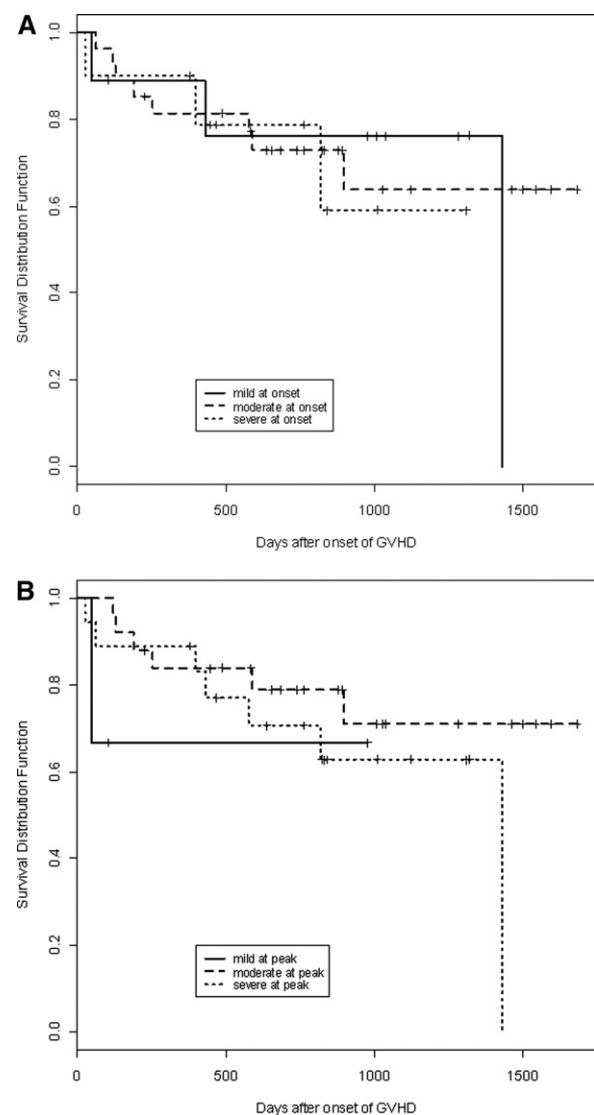 A
Survival Distribution Function
1.0
0.8
0.6
0.4
0.2
0.0
mild at onset
moderate at onset
severe at onset
0 500 1000 1500
Days after onset of GVHD
B
Survival Distribution Function
1.0
0.8
0.6
0.4
0.2
0.0
mild at peak
moderate at peak
severe at peak
0 500 1000 1500
Days after onset of GVHD